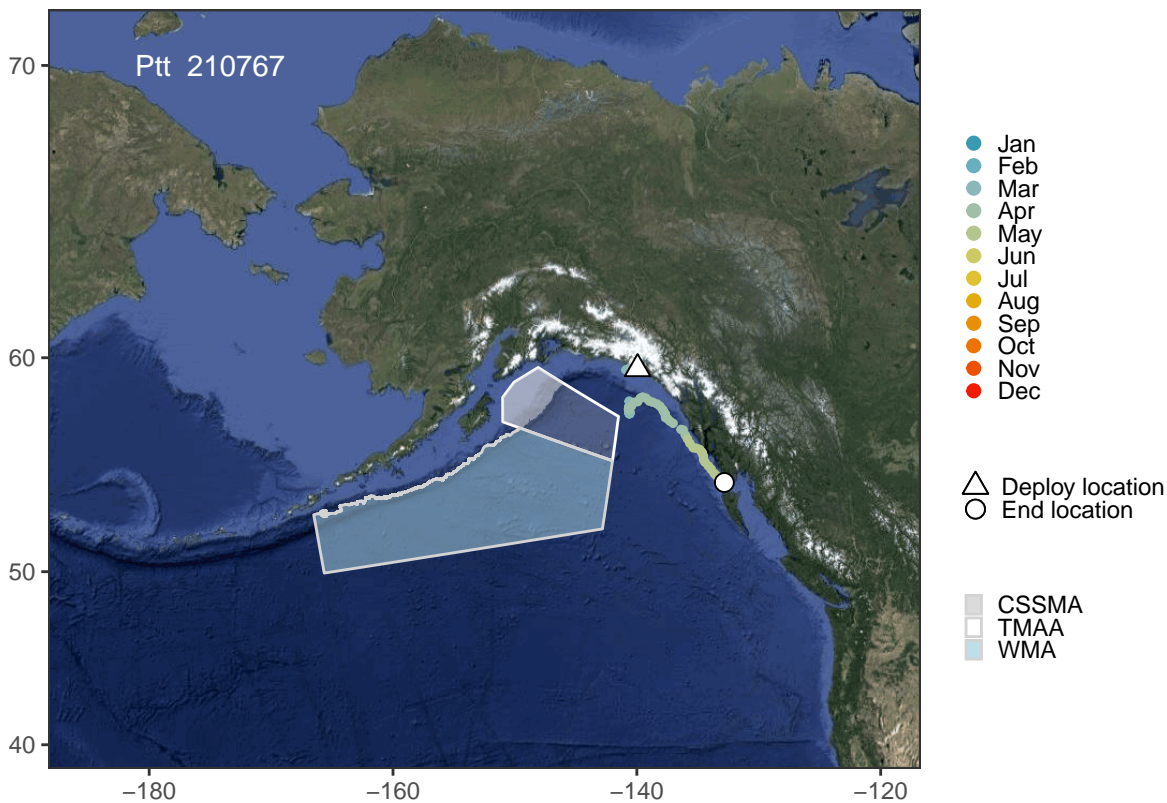 Ptt 210767
70
60
50
40
−180
−160
−140
−120
Jan
Feb
Mar
Apr
May
Jun
Jul
Aug
Sep
Oct
Nov
Dec
Deploy location
End location
CSSMA
TMAA
WMA